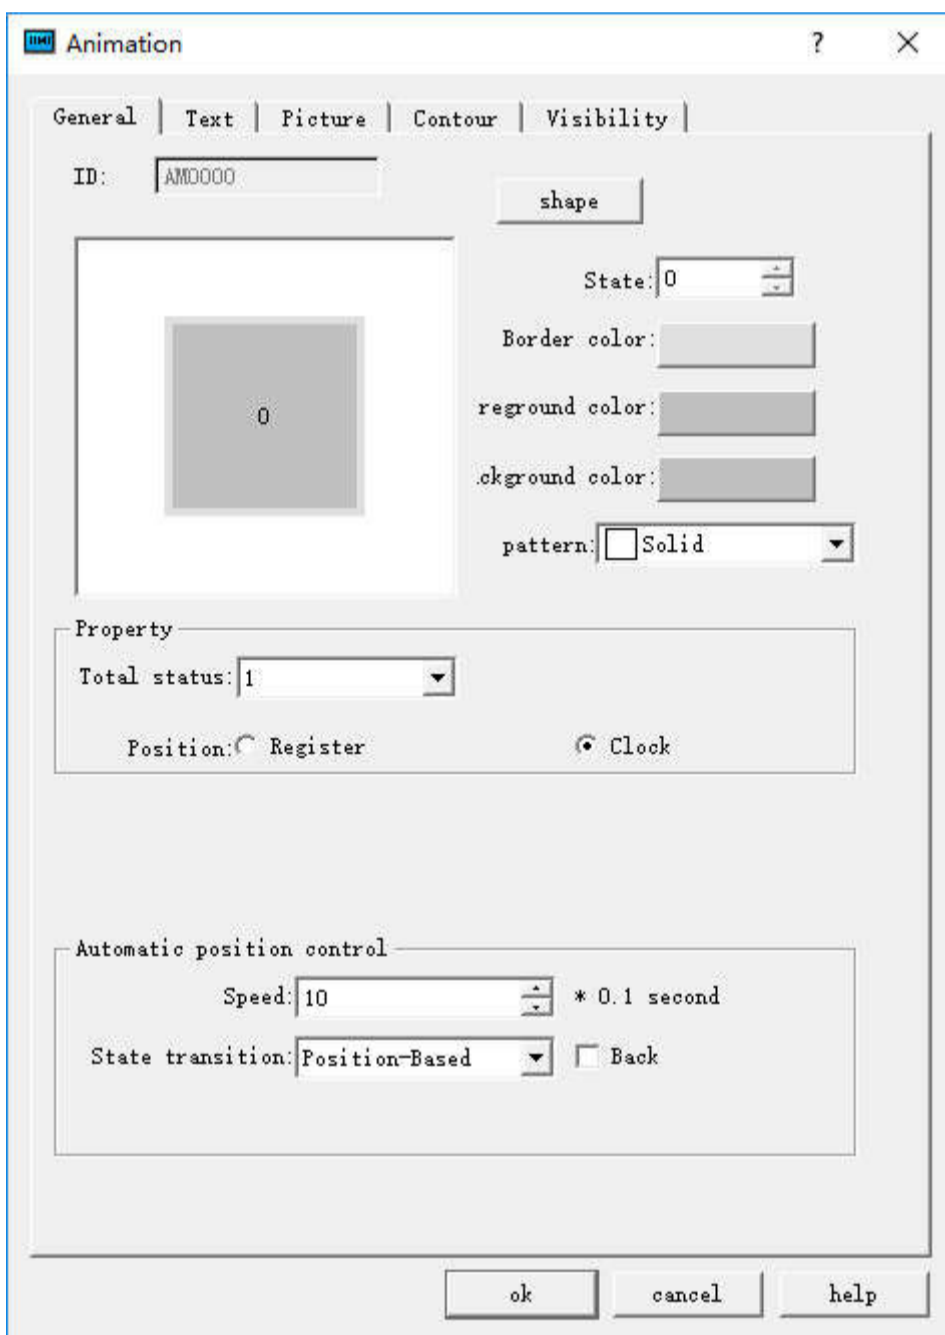 Animation
General
Text
Picture
Contour
Visibility
ID: AM0000
shape
State: 0
Border color:
reground color:
ckground color:
0
pattern: Solid
Property
Total status: 1
Position: Register Clock
Automatic position control
Speed: 10 * 0.1 second
State transition: Position-Based Back
ok cancel help